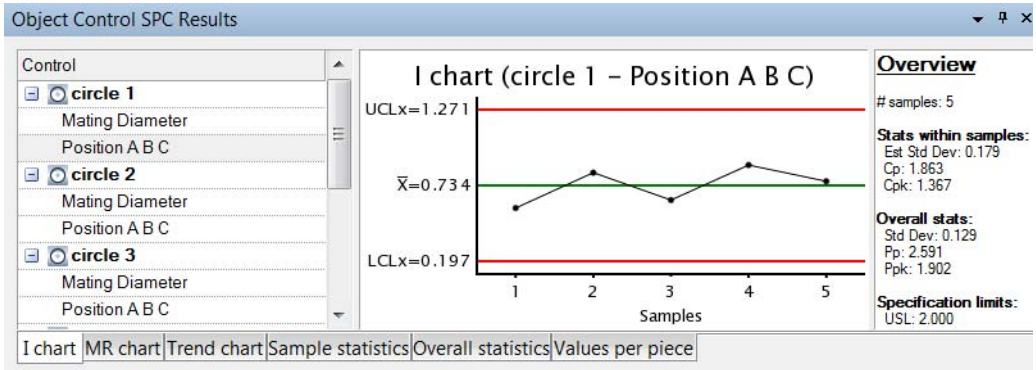 Object Control SPC Results
Control
circle 1
Mating Diameter
Position A B C
circle 2
Mating Diameter
Position A B C
circle 3
Mating Diameter
Position A B C
I chart (circle 1 – Position A B C)
UCLx=1.271
X̅=0.734
LCLx=0.197
1 2 3 4 5
Samples
Overview
# samples: 5
Stats within samples:
Est Std Dev: 0.179
Cp: 1.863
Cpk: 1.367
Overall stats:
Std Dev: 0.129
Pp: 2.591
Ppk: 1.902
Specification limits:
USL: 2.000
I chart MR chart Trend chart Sample statistics Overall statistics Values per piece